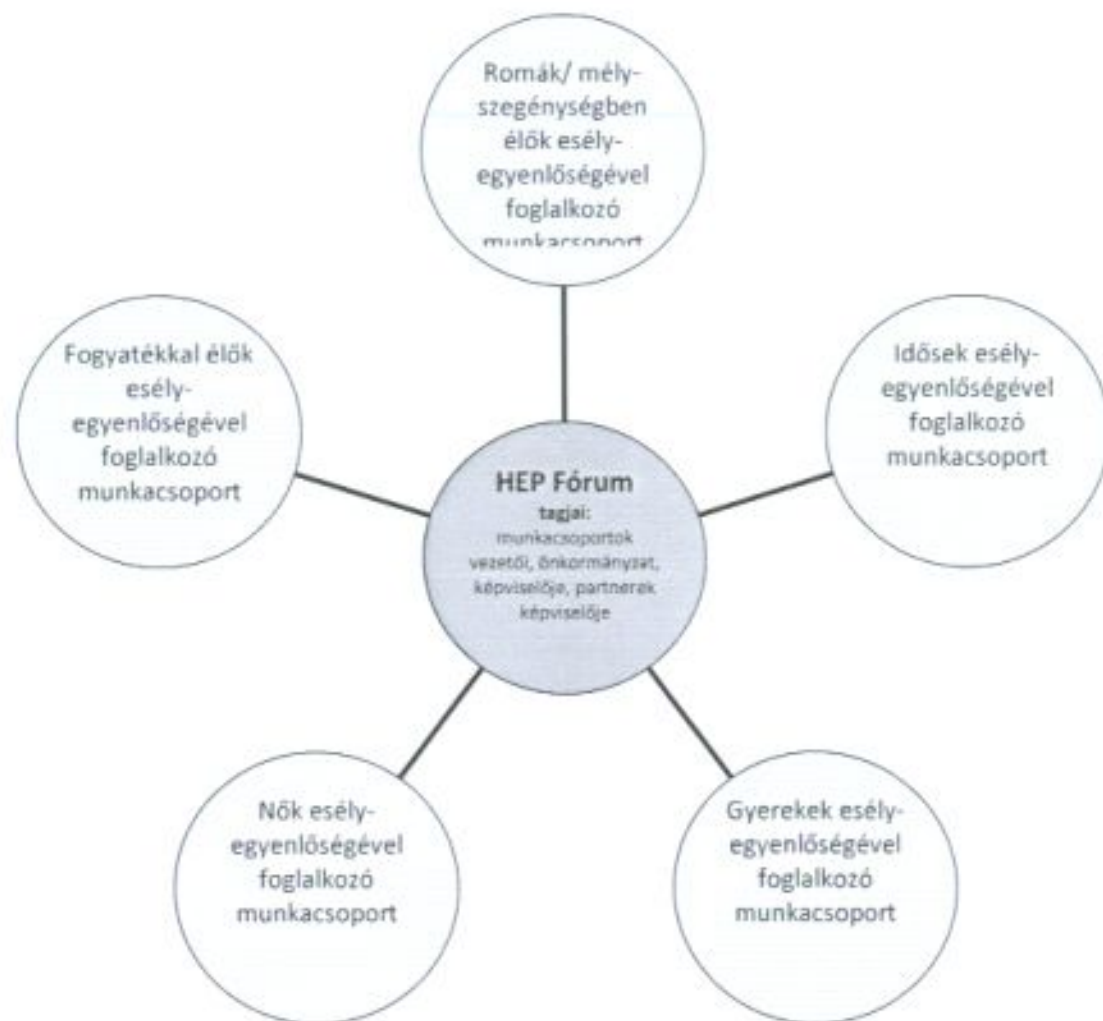 Romák/ mély-
szegénységben
élők esély-
egyenlőségével
foglalkozó
munkacsoport
Fogyatékkal élők
esély-
egyenlőségével
foglalkozó
munkacsoport
Idősek esély-
egyenlőségével
foglalkozó
munkacsoport
HEP Fórum
tagjai:
munkacsoportok
vezetői, önkormányzat,
képviselője, partnerek
képviselője
Nők esély-
egyenlőségével
foglalkozó
munkacsoport
Gyerekek esély-
egyenlőségével
foglalkozó
munkacsoport